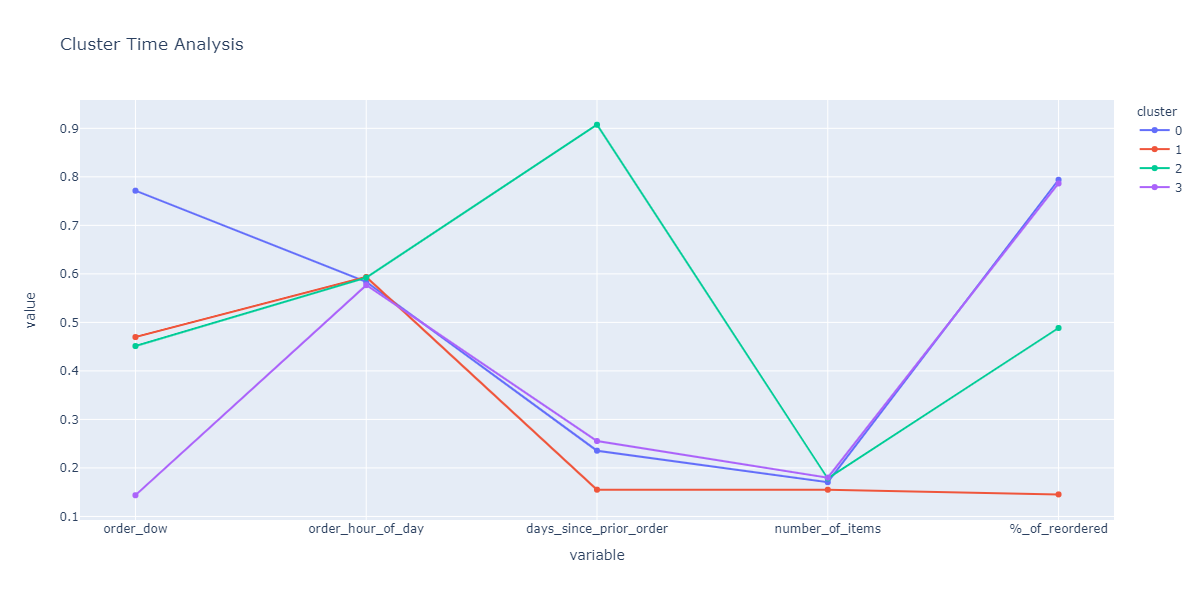 Cluster Time Analysis
cluster
0
1
2
3
0.9
0.8
0.7
0.6
0.5
0.4
0.3
0.2
0.1
value
order_dow
order_hour_of_day
days_since_prior_order
number_of_items
%_of_reordered
variable